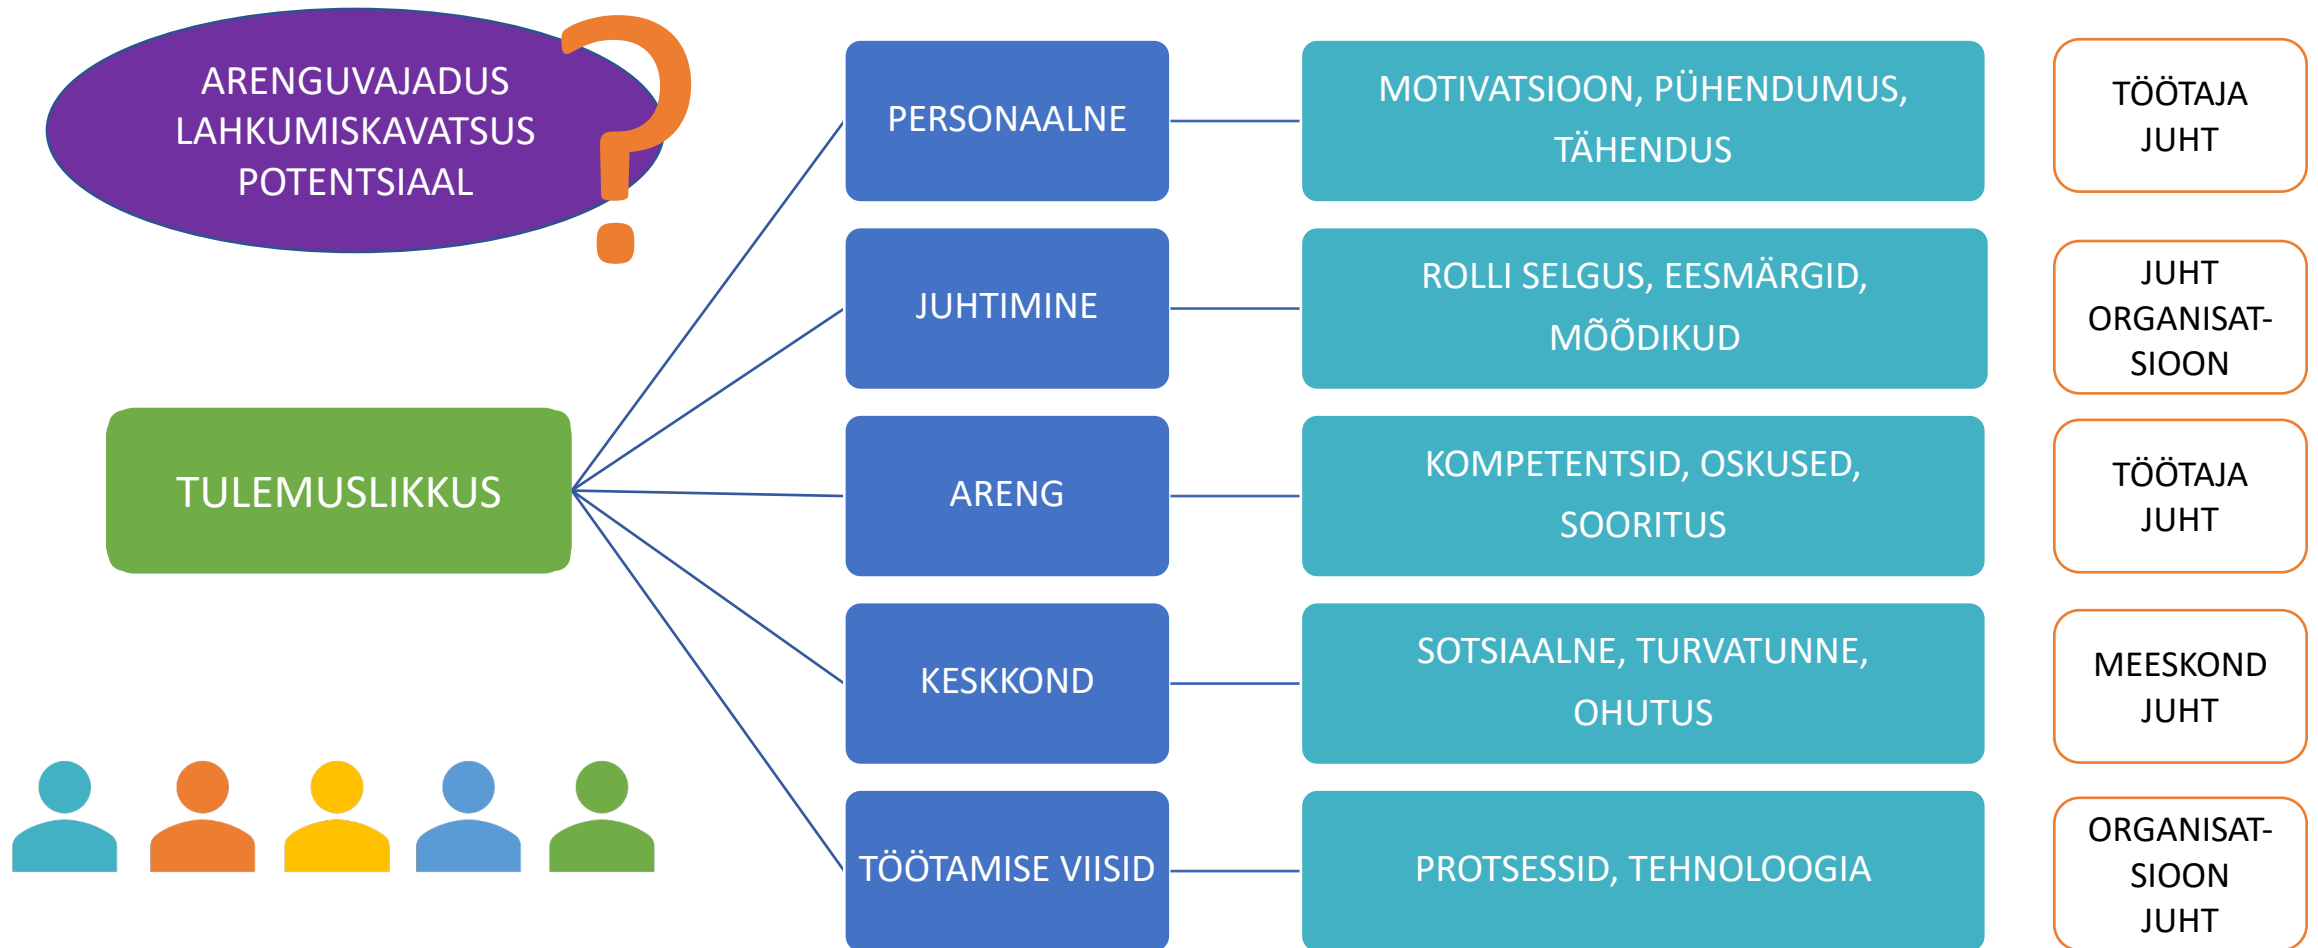 ARENGUVAJADUS
LAHKUMISKAVATSUS
POTENTSIAAL
?
TULEMUSLIKKUS
PERSONAALNE
MOTIVATSIOON, PÜHENDUMUS,
TÄHENDUS
TÖÖTAJA
JUHT
JUHTIMINE
ROLLI SELGUS, EESMÄRGID,
MÕÕDIKUD
JUHT
ORGANISAT-
SIOON
ARENG
KOMPETENTSID, OSKUSED,
SOORITUS
TÖÖTAJA
JUHT
KESKKOND
SOTSIAALNE, TURVATUNNE,
OHUTUS
MEESKOND
JUHT
TÖÖTAMISE VIISID
PROTSESSID, TEHNOLOOGIA
ORGANISAT-
SIOON
JUHT